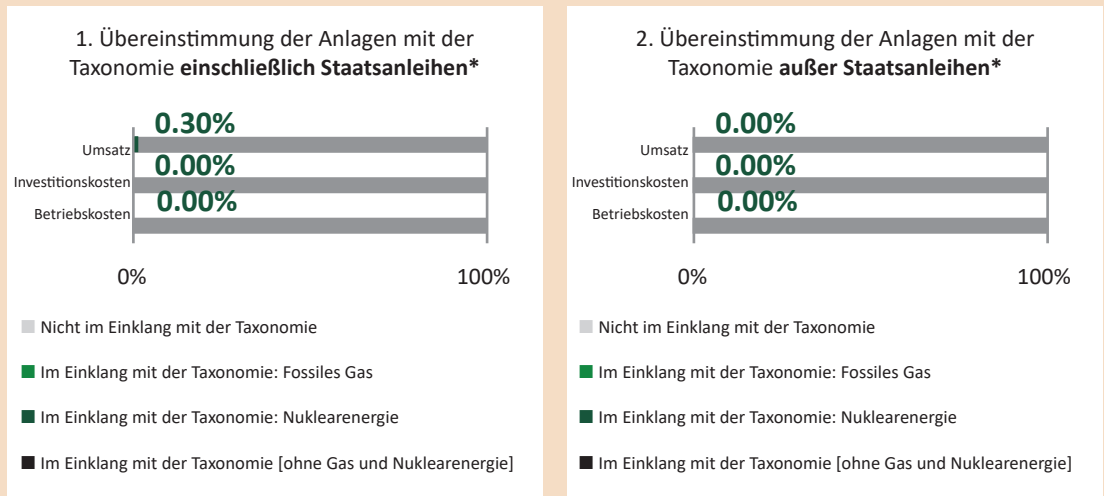 1. Übereinstimmung der Anlagen mit der
Taxonomie einschließlich Staatsanleihen*
0.30%
Umsatz
0.00%
Investitionskosten
0.00%
Betriebskosten
0%
100%
Nicht im Einklang mit der Taxonomie
Im Einklang mit der Taxonomie: Fossiles Gas
Im Einklang mit der Taxonomie: Nuklearenergie
Im Einklang mit der Taxonomie [ohne Gas und Nuklearenergie]
2. Übereinstimmung der Anlagen mit der
Taxonomie außer Staatsanleihen*
0.00%
Umsatz
0.00%
Investitionskosten
0.00%
Betriebskosten
0%
100%
Nicht im Einklang mit der Taxonomie
Im Einklang mit der Taxonomie: Fossiles Gas
Im Einklang mit der Taxonomie: Nuklearenergie
Im Einklang mit der Taxonomie [ohne Gas und Nuklearenergie]